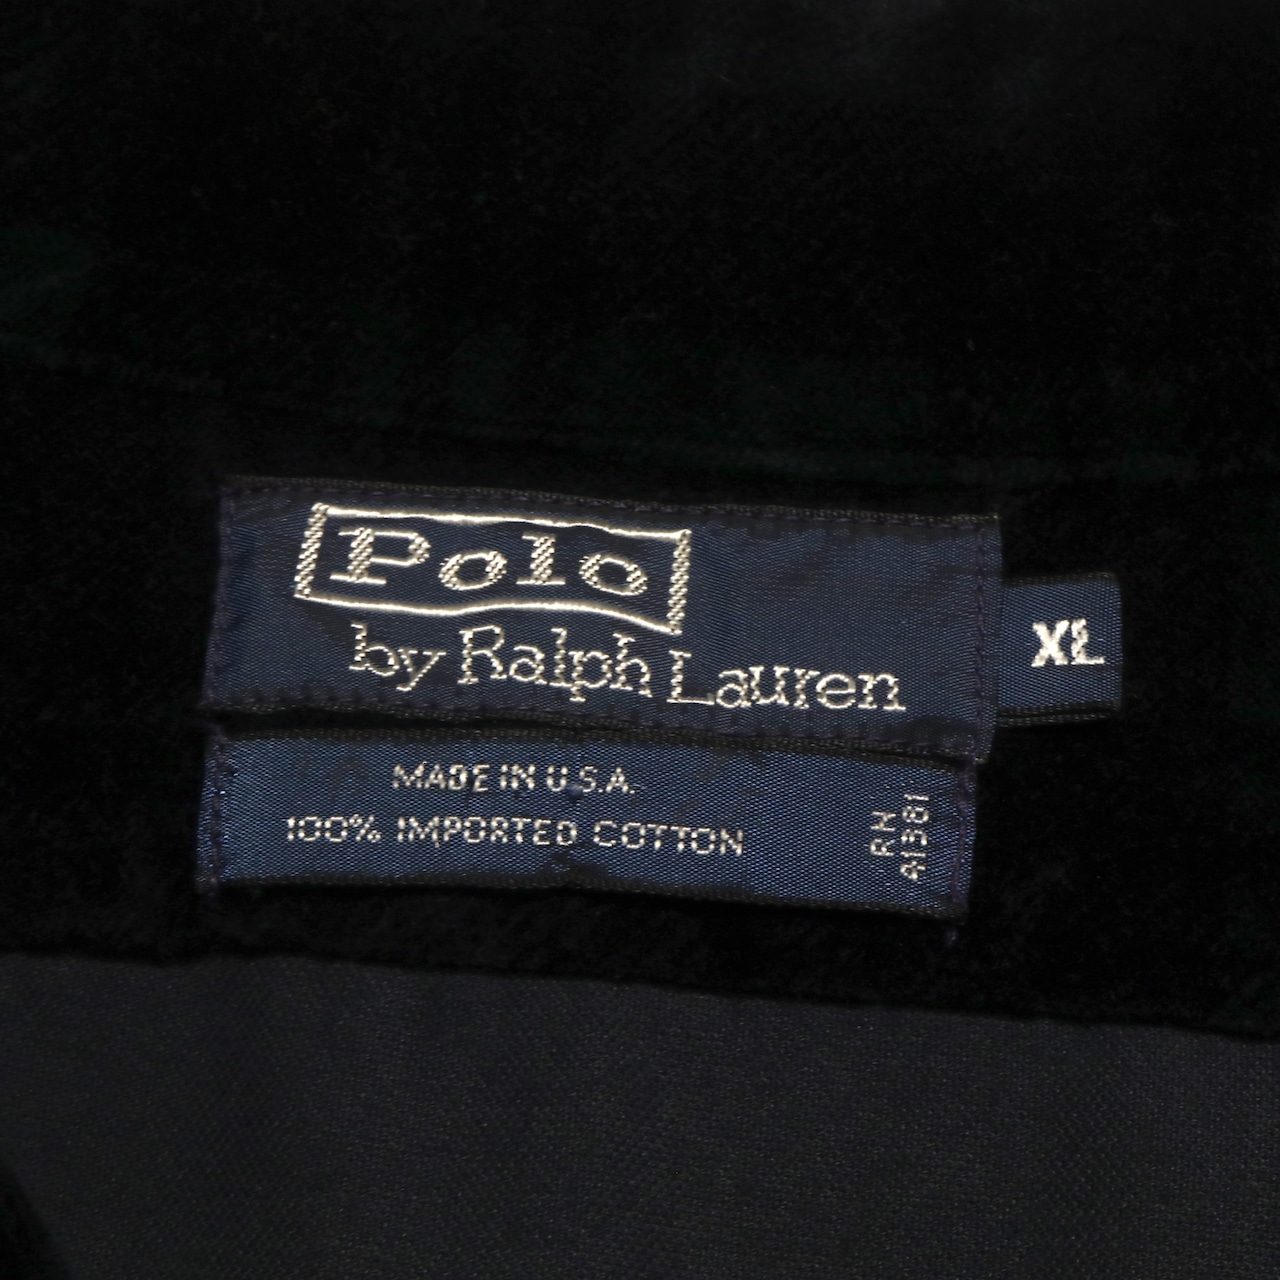 Polo
by Ralph Lauren
XL
MADE IN U.S.A.
100% IMPORTED COTTON
RN
41381